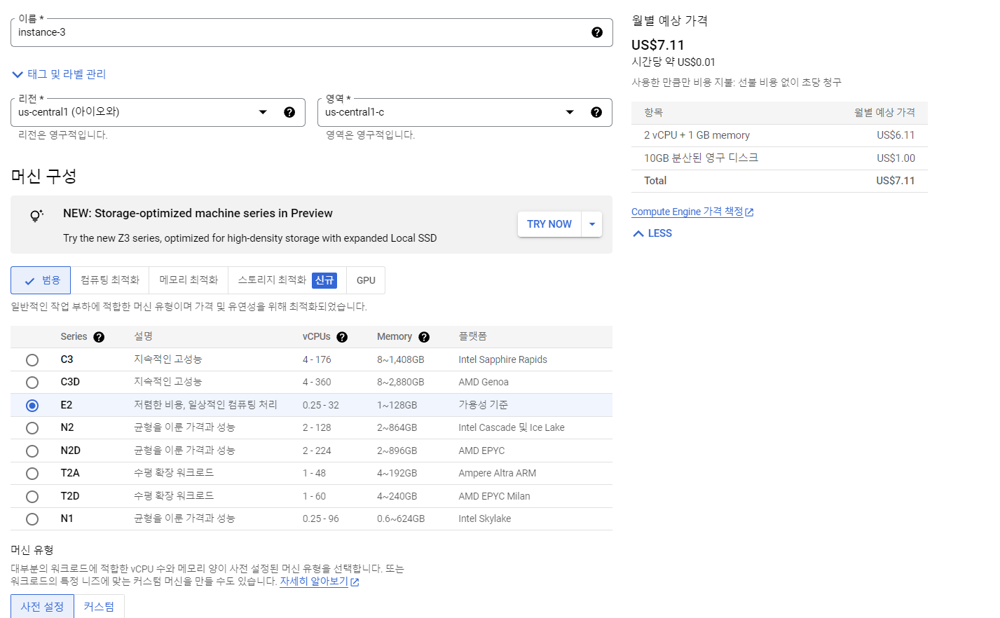 이름 *
instance-3
태그 및 라벨 관리
리전 *
us-central1 (아이오와)
리전은 영구적입니다.
영역 *
us-central1-c
영역은 영구적입니다.
머신 구성
NEW: Storage-optimized machine series in Preview
Try the new Z3 series, optimized for high-density storage with expanded Local SSD
TRY NOW
범용 컴퓨팅 최적화 메모리 최적화 스토리지 최적화 신규 GPU
일반적인 작업 부하에 적합한 머신 유형이며 가격 및 유연성을 위해 최적화되었습니다.
Series 설명 vCPUs Memory 플랫폼
C3 지속적인 고성능 4 - 176 8~1,408GB Intel Sapphire Rapids
C3D 지속적인 고성능 4 - 360 8~2,880GB AMD Genoa
E2 저렴한 비용, 일상적인 컴퓨팅 처리 0.25 - 32 1~128GB 가용성 기준
N2 균형을 이룬 가격과 성능 2 - 128 2~864GB Intel Cascade 및 Ice Lake
N2D 균형을 이룬 가격과 성능 2 - 224 2~896GB AMD EPYC
T2A 수평 확장 워크로드 1 - 48 4~192GB Ampere Altra ARM
T2D 수평 확장 워크로드 1 - 60 4~240GB AMD EPYC Milan
N1 균형을 이룬 가격과 성능 0.25 - 96 0.6~624GB Intel Skylake
머신 유형
대부분의 워크로드에 적합한 vCPU 수와 메모리 양이 사전 설정된 머신 유형을 선택합니다. 또는
워크로드의 특정 니즈에 맞는 커스텀 머신을 만들 수도 있습니다. 자세히 알아보기
사전 설정 커스텀
월별 예상 가격
US$7.11
시간당 약 US$0.01
사용한 만큼만 비용 지불: 선불 비용 없이 초당 청구
항목 월별 예상 가격
2 vCPU + 1 GB memory US$6.11
10GB 분산된 영구 디스크 US$1.00
Total US$7.11
Compute Engine 가격 책정
LESS